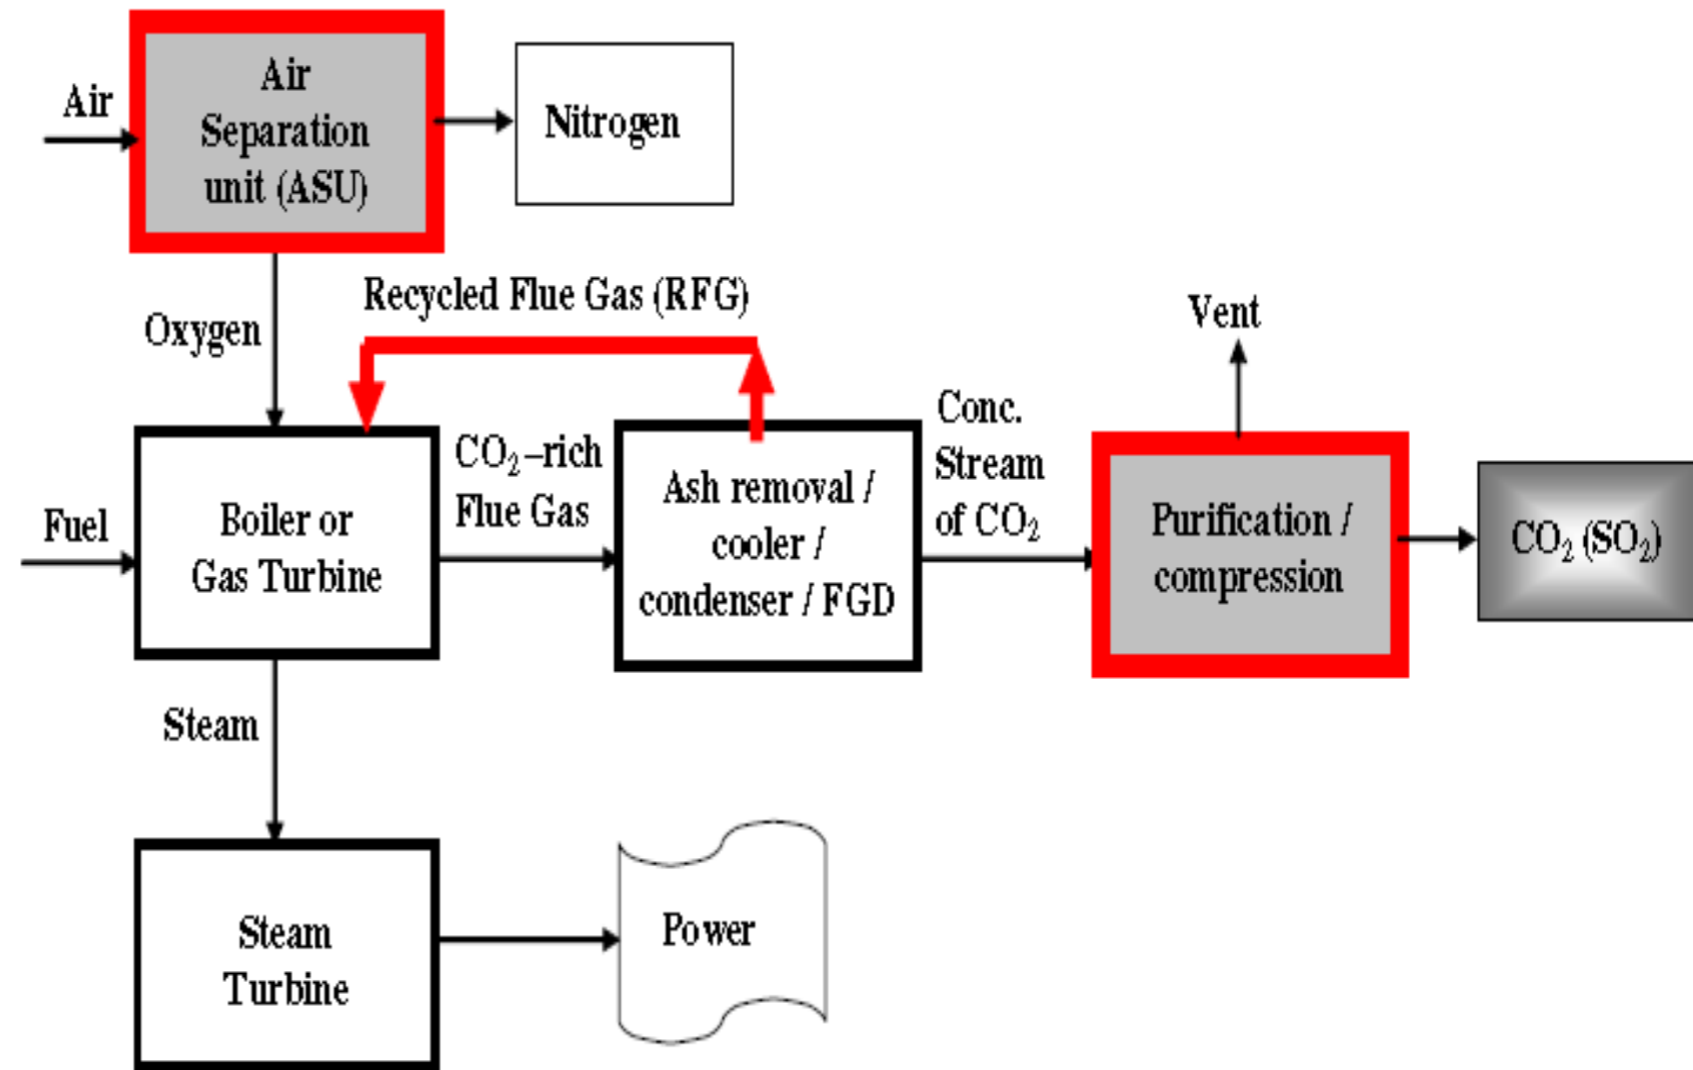 Air
Air
Separation
unit (ASU)
Nitrogen
Recycled Flue Gas (RFG)
Oxygen
Vent
Conc.
Stream
of CO₂
CO₂–rich
Flue Gas
Fuel
Boiler or
Gas Turbine
Ash removal /
cooler /
condenser / FGD
Purification /
compression
CO₂ (SO₂)
Steam
Steam
Turbine
Power